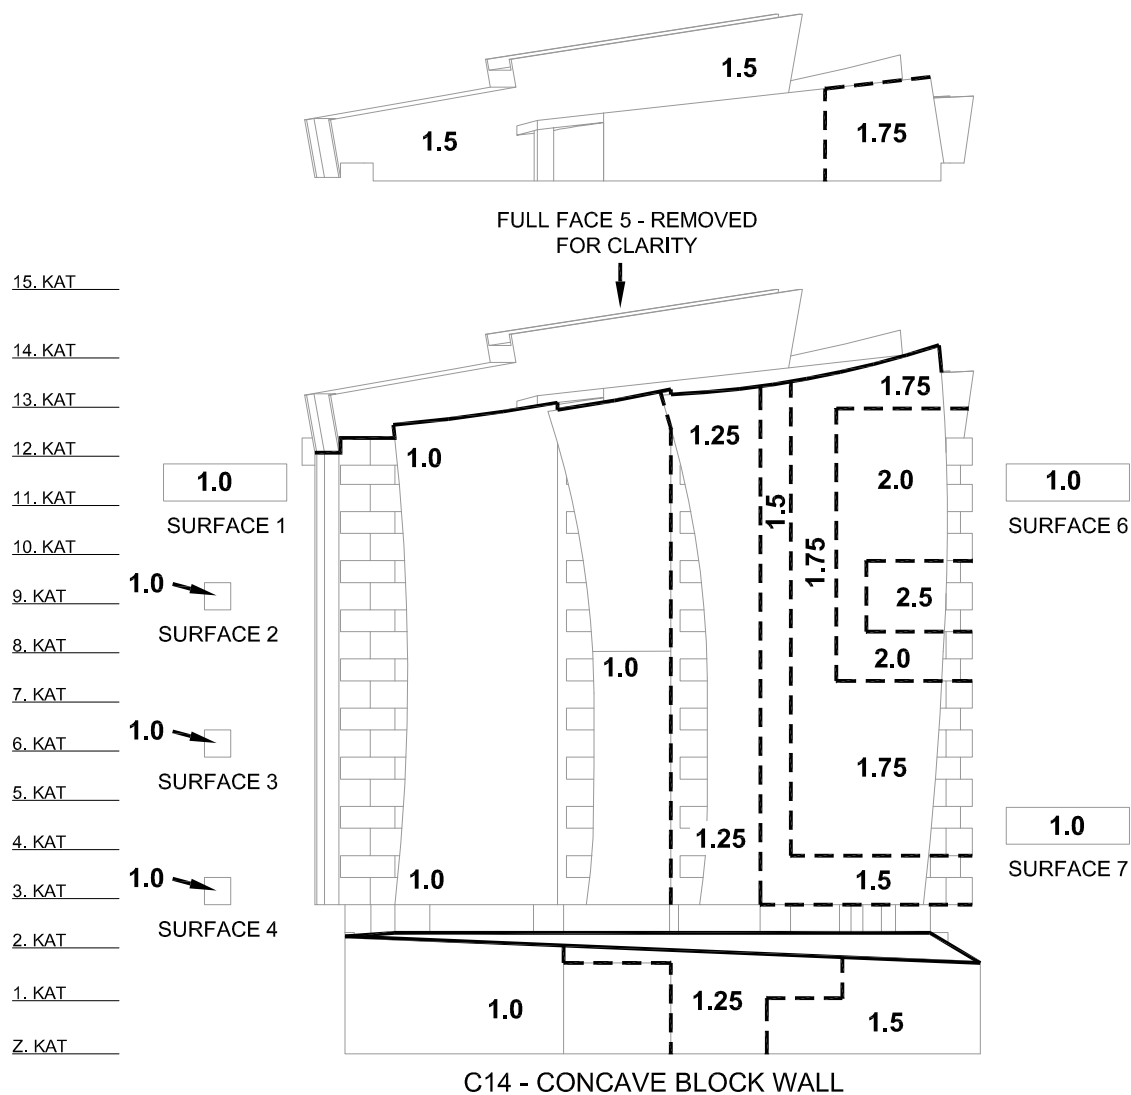 1.5
1.5
1.75
FULL FACE 5 - REMOVED
FOR CLARITY
15. KAT
14. KAT
13. KAT
12. KAT
11. KAT
10. KAT
9. KAT
8. KAT
7. KAT
6. KAT
5. KAT
4. KAT
3. KAT
2. KAT
1. KAT
Z. KAT
1.0
SURFACE 1
1.0
SURFACE 2
1.0
SURFACE 3
1.0
SURFACE 4
1.0
1.0
1.0
1.25
1.25
1.5
1.75
1.75
2.0
2.5
2.0
1.75
1.5
1.0
SURFACE 6
1.0
SURFACE 7
1.0
1.25
1.5
C14 - CONCAVE BLOCK WALL